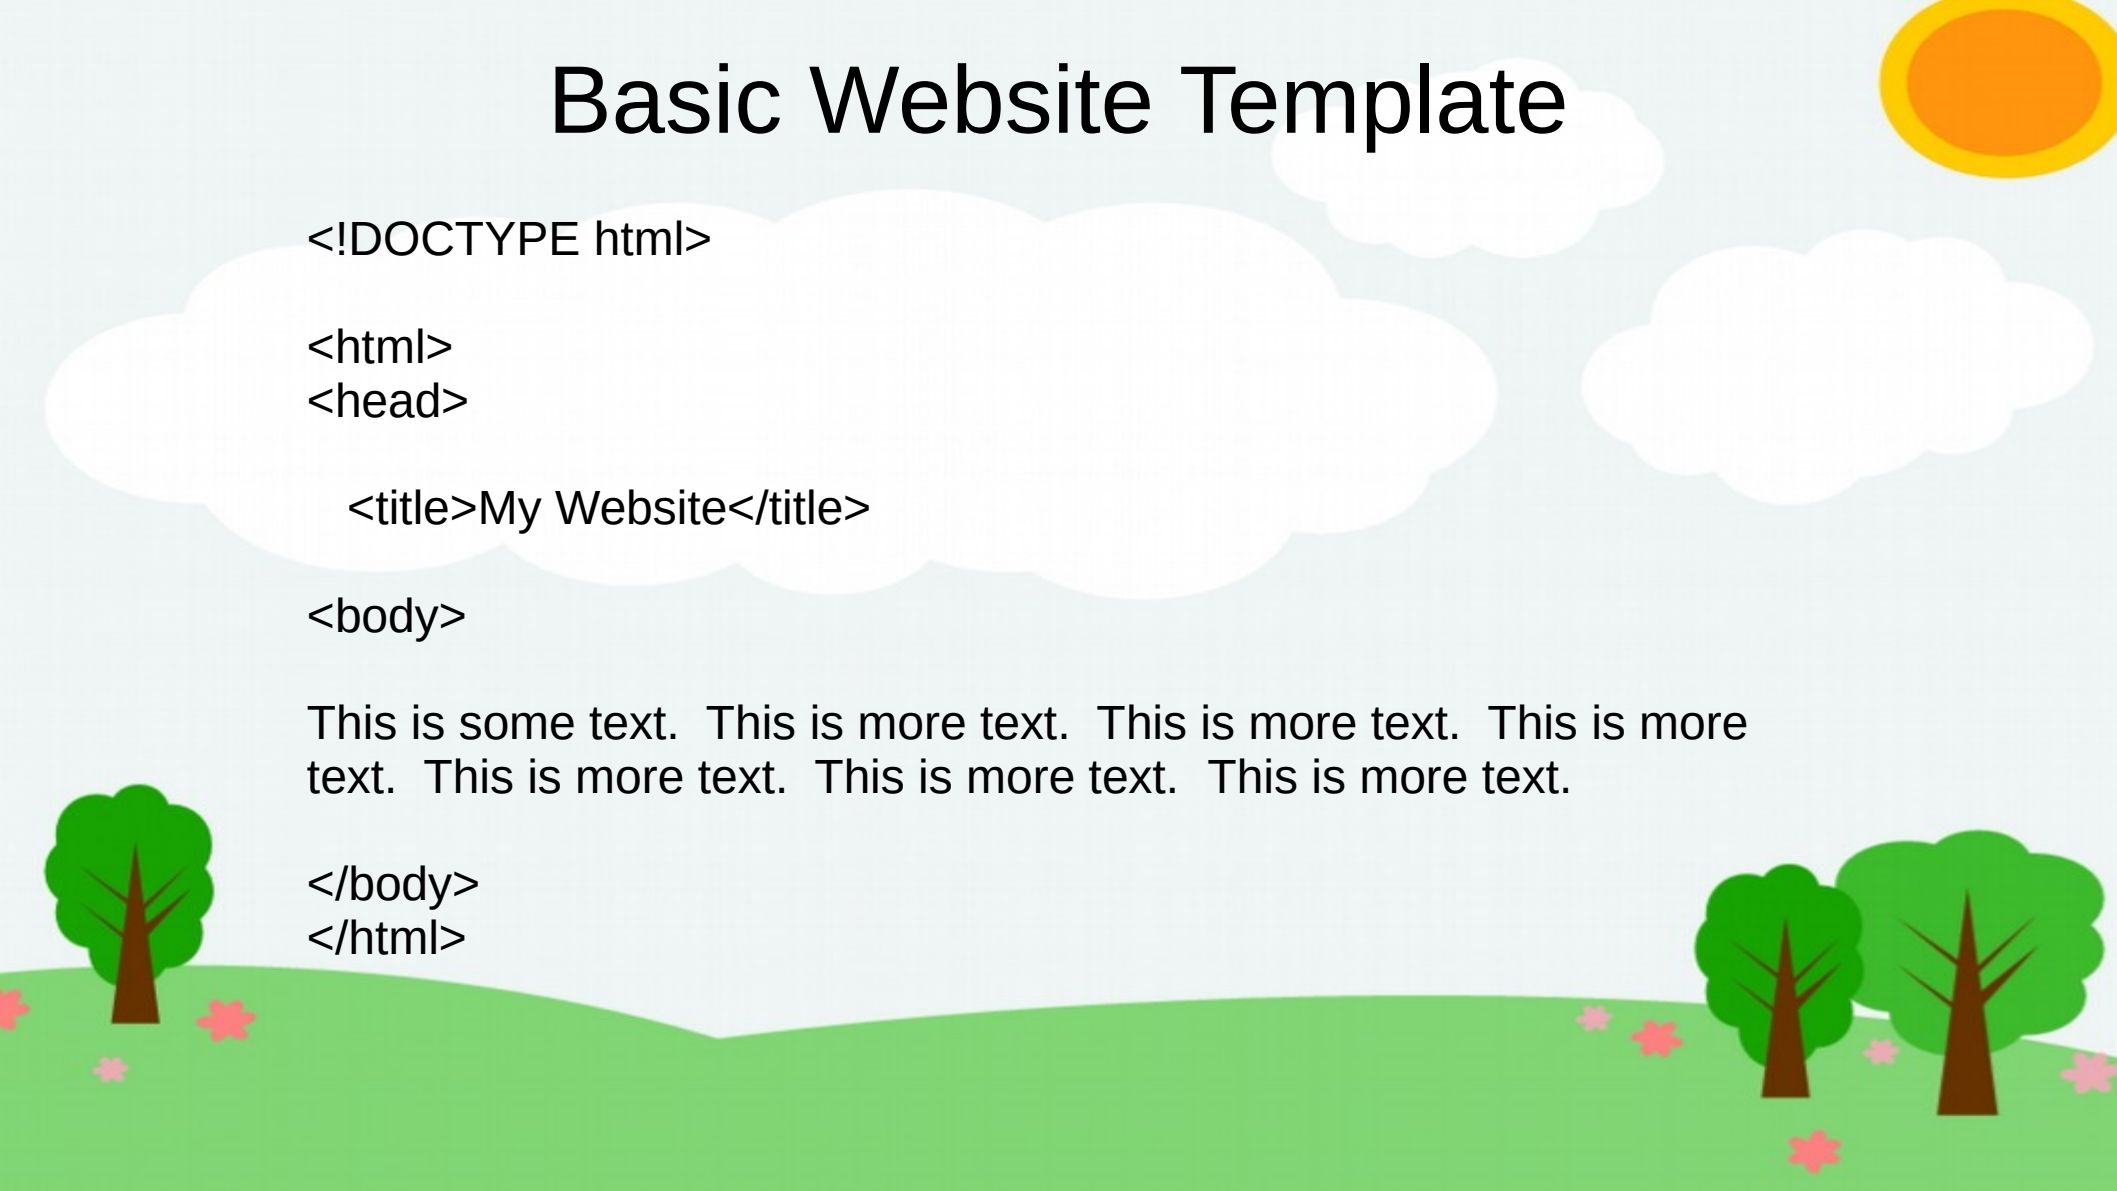 Basic Website Template
<!DOCTYPE html>
<html>
<head>
<title>My Website</title>
<body>
This is some text.  This is more text.  This is more text.  This is more
text.  This is more text.  This is more text.  This is more text.
</body>
</html>